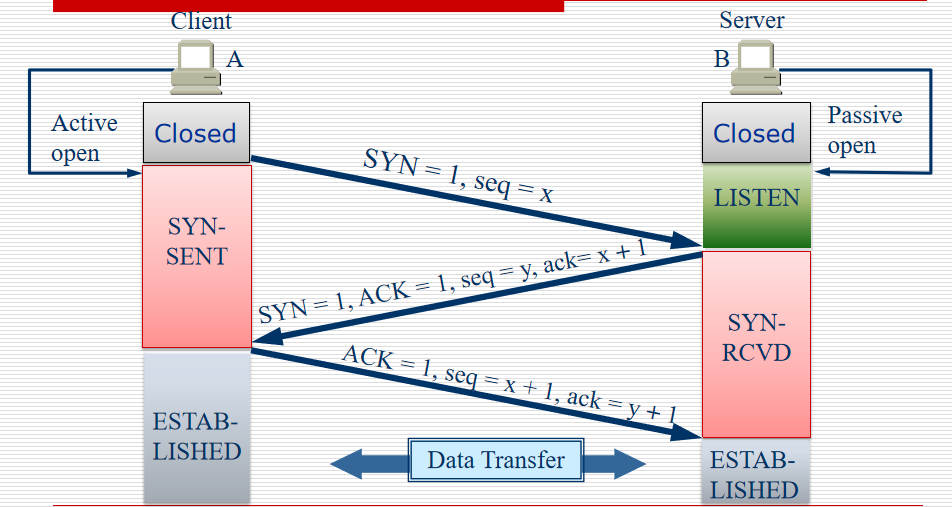 Client
Server
A
B
Active
open
Closed
Closed
Passive
open
SYN = 1, seq = x
SYN-
SENT
LISTEN
SYN = 1, ACK = 1, seq = y, ack= x + 1
SYN-
RCVD
ACK = 1, seq = x + 1, ack = y + 1
ESTAB-
LISHED
Data Transfer
ESTAB-
LISHED